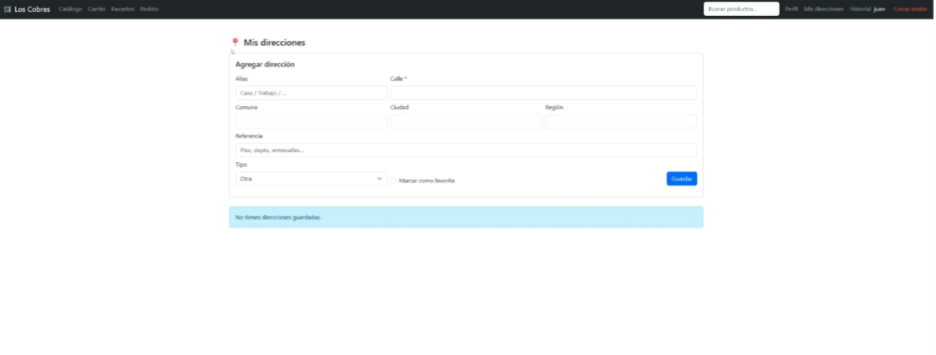 Los Cobres Catálogo Carrito Favoritos Pedido Buscar productos... Perfil Mis direcciones Historial juan Cerrar sesión
Mis direcciones
Agregar dirección
Alias Calle *
Casa / Trabajo / ...
Comuna Ciudad Región
Referencia
Piso, depto, entrecalles...
Tipo
Otra Marcar como favorita Guardar
No tienes direcciones guardadas.